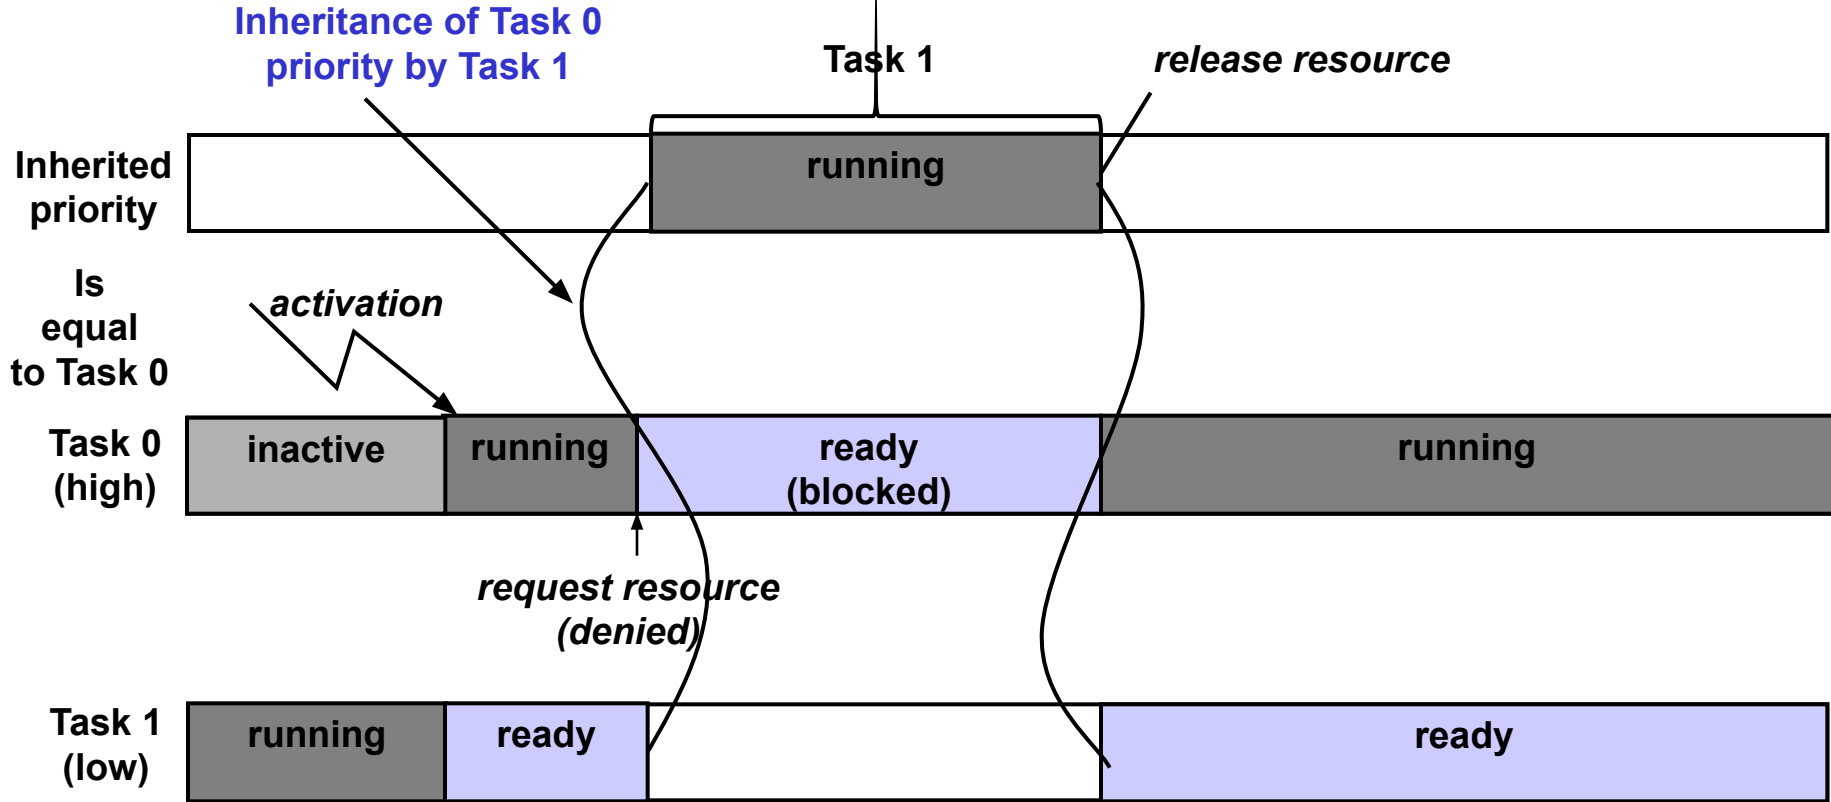 Inheritance of Task 0
priority by Task 1
Task 1
release resource
Inherited
priority
running
Is
equal
to Task 0
activation
Task 0
(high)
inactive
running
ready
(blocked)
running
request resource
(denied)
Task 1
(low)
running
ready
ready